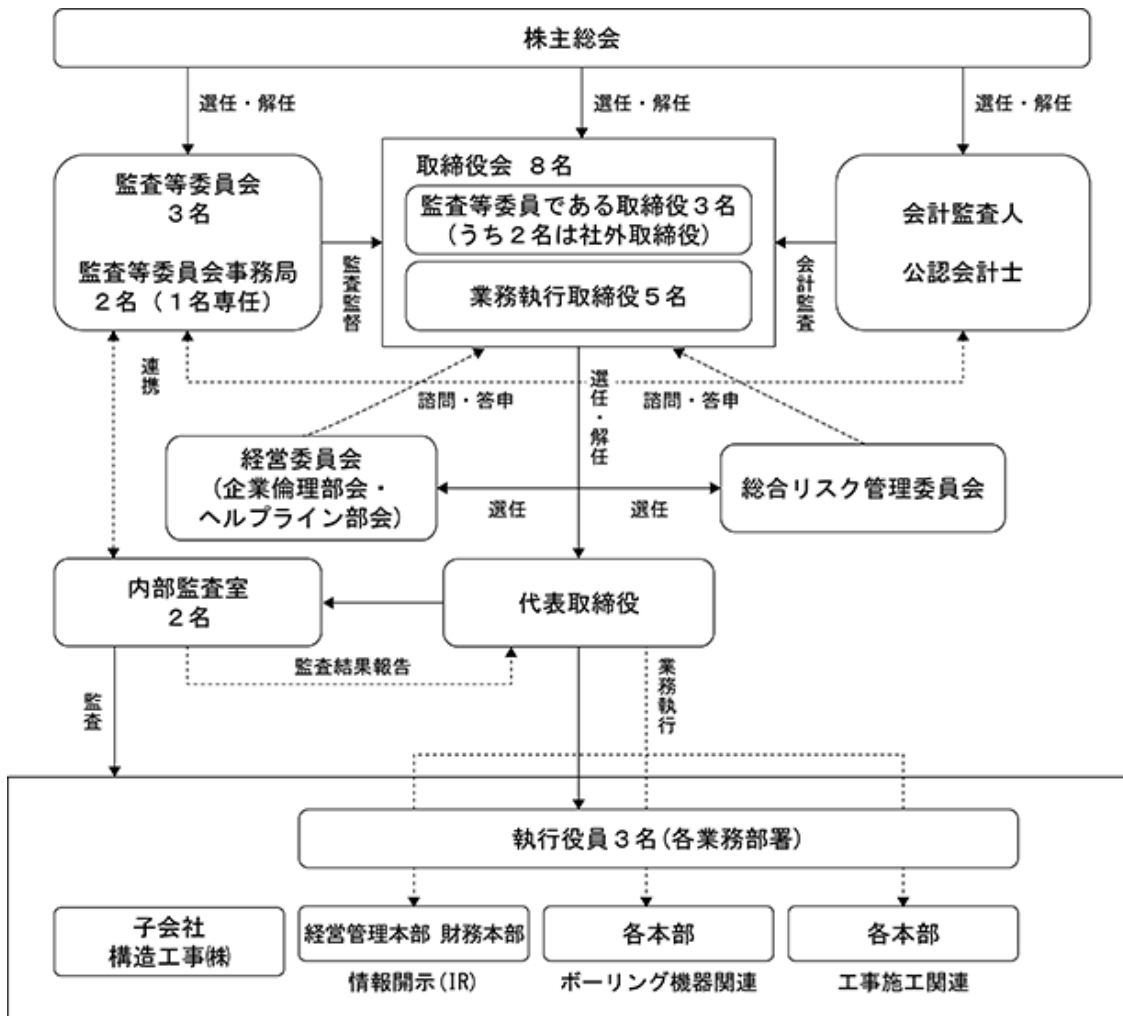 株主総会
選任・解任
選任・解任
選任・解任
監査等委員会
3名
監査等委員会事務局
2名(1名専任)
監査監督
取締役会 8名
監査等委員である取締役3名
(うち2名は社外取締役)
業務執行取締役5名
会計監査
会計監査人
公認会計士
連携
諮問・答申
選任・解任
諮問・答申
経営委員会
(企業倫理部会・
ヘルプライン部会)
選任
選任
総合リスク管理委員会
内部監査室
2名
代表取締役
監査結果報告
業務執行
監査
執行役員3名(各業務部署)
子会社
構造工事㈱
経営管理本部 財務本部
各本部
各本部
情報開示(IR)
ボーリング機器関連
工事施工関連